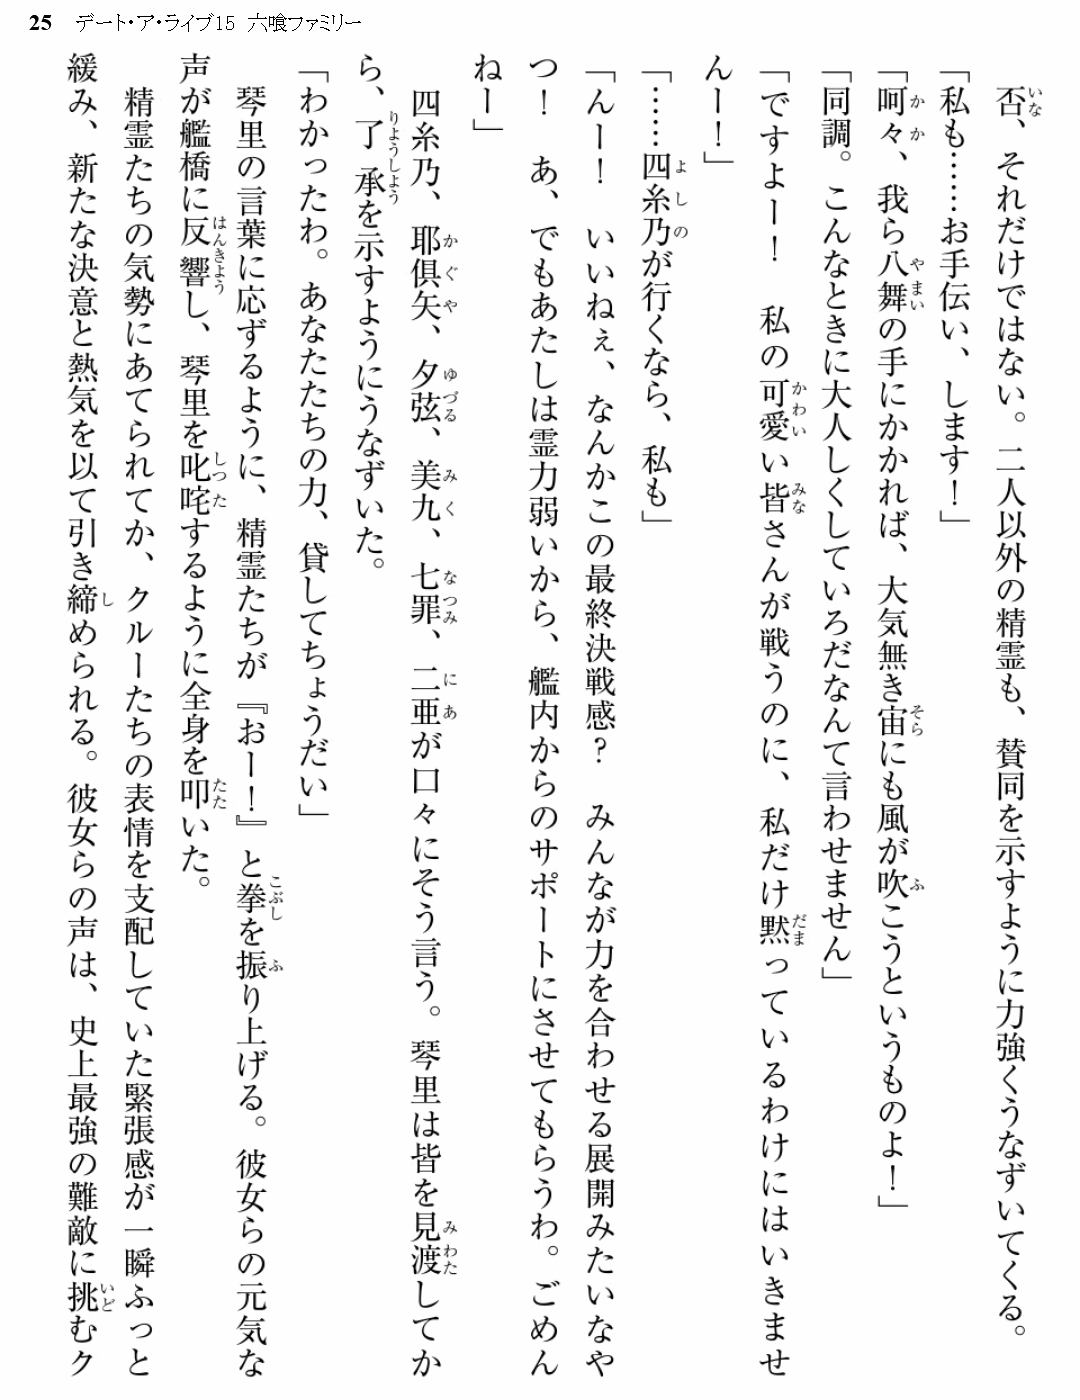 25 デート・ア・ライブ15 六喰ファミリー
否、それだけではない。二人以外の精霊も、賛同を示すように力強くうなずいてくる。
「私も……お手伝い、します！」
「呵々、我ら八舞の手にかかれば、大気無き宙にも風が吹こうというものよ！」
「同調。こんなときに大人しくしていろだなんて言わせません」
「ですよー！　私の可愛い皆さんが戦うのに、私だけ黙っているわけにはいきませ
んー！」
「……四糸乃が行くなら、私も」
「んー！　いいねぇ、なんかこの最終決戦感？　みんなが力を合わせる展開みたいなや
つ！　あ、でもあたしは霊力弱いから、艦内からのサポートにさせてもらうわ。ごめん
ねー」
四糸乃、耶倶矢、夕弦、美九、七罪、二亜が口々にそう言う。琴里は皆を見渡してか
ら、了承を示すようにうなずいた。
「わかったわ。あなたたちの力、貸してちょうだい」
琴里の言葉に応ずるように、精霊たちが『おー！』と拳を振り上げる。彼女らの元気な
声が艦橋に反響し、琴里を叱咤するように全身を叩いた。
精霊たちの気勢にあてられてか、クルーたちの表情を支配していた緊張感が一瞬ふっと
緩み、新たな決意と熱気を以て引き締められる。彼女らの声は、史上最強の難敵に挑むク